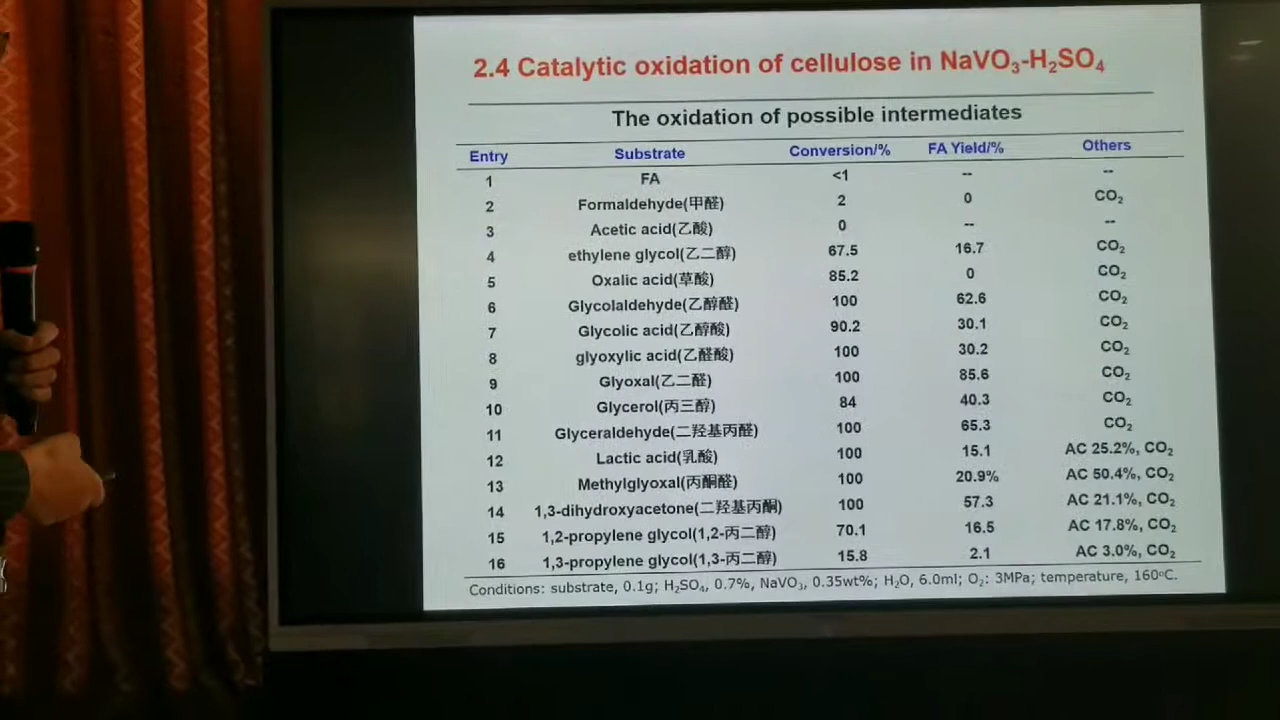 2.4 Catalytic oxidation of cellulose in NaVO₃-H₂SO₄
The oxidation of possible intermediates
Entry Substrate Conversion/% FA Yield/% Others
1 FA <1 -- --
2 Formaldehyde(甲醛) 2 0 CO₂
3 Acetic acid(乙酸) 0 -- --
4 ethylene glycol(乙二醇) 67.5 16.7 CO₂
5 Oxalic acid(草酸) 85.2 0 CO₂
6 Glycolaldehyde(乙醇醛) 100 62.6 CO₂
7 Glycolic acid(乙醇酸) 90.2 30.1 CO₂
8 glyoxylic acid(乙醛酸) 100 30.2 CO₂
9 Glyoxal(乙二醛) 100 85.6 CO₂
10 Glycerol(丙三醇) 84 40.3 CO₂
11 Glyceraldehyde(二羟基丙醛) 100 65.3 CO₂
12 Lactic acid(乳酸) 100 15.1 AC 25.2%, CO₂
13 Methylglyoxal(丙酮醛) 100 20.9% AC 50.4%, CO₂
14 1,3-dihydroxyacetone(二羟基丙酮) 100 57.3 AC 21.1%, CO₂
15 1,2-propylene glycol(1,2-丙二醇) 70.1 16.5 AC 17.8%, CO₂
16 1,3-propylene glycol(1,3-丙二醇) 15.8 2.1 AC 3.0%, CO₂
Conditions: substrate, 0.1g; H₂SO₄, 0.7%, NaVO₃, 0.35wt%; H₂O, 6.0ml; O₂: 3MPa; temperature, 160°C.